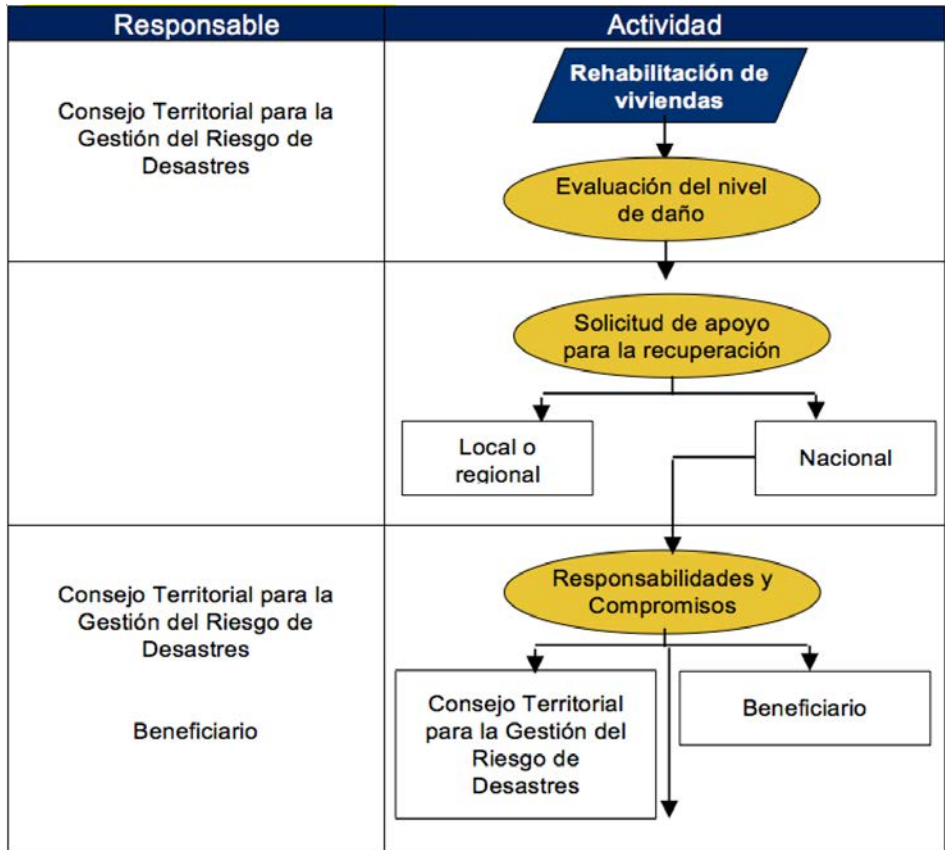 Responsable
Actividad
Consejo Territorial para la
Gestión del Riesgo de
Desastres
Rehabilitación de
viviendas
Evaluación del nivel
de daño
Solicitud de apoyo
para la recuperación
Local o
regional
Nacional
Consejo Territorial para la
Gestión del Riesgo de
Desastres
Beneficiario
Responsabilidades y
Compromisos
Consejo Territorial
para la Gestión del
Riesgo de
Desastres
Beneficiario